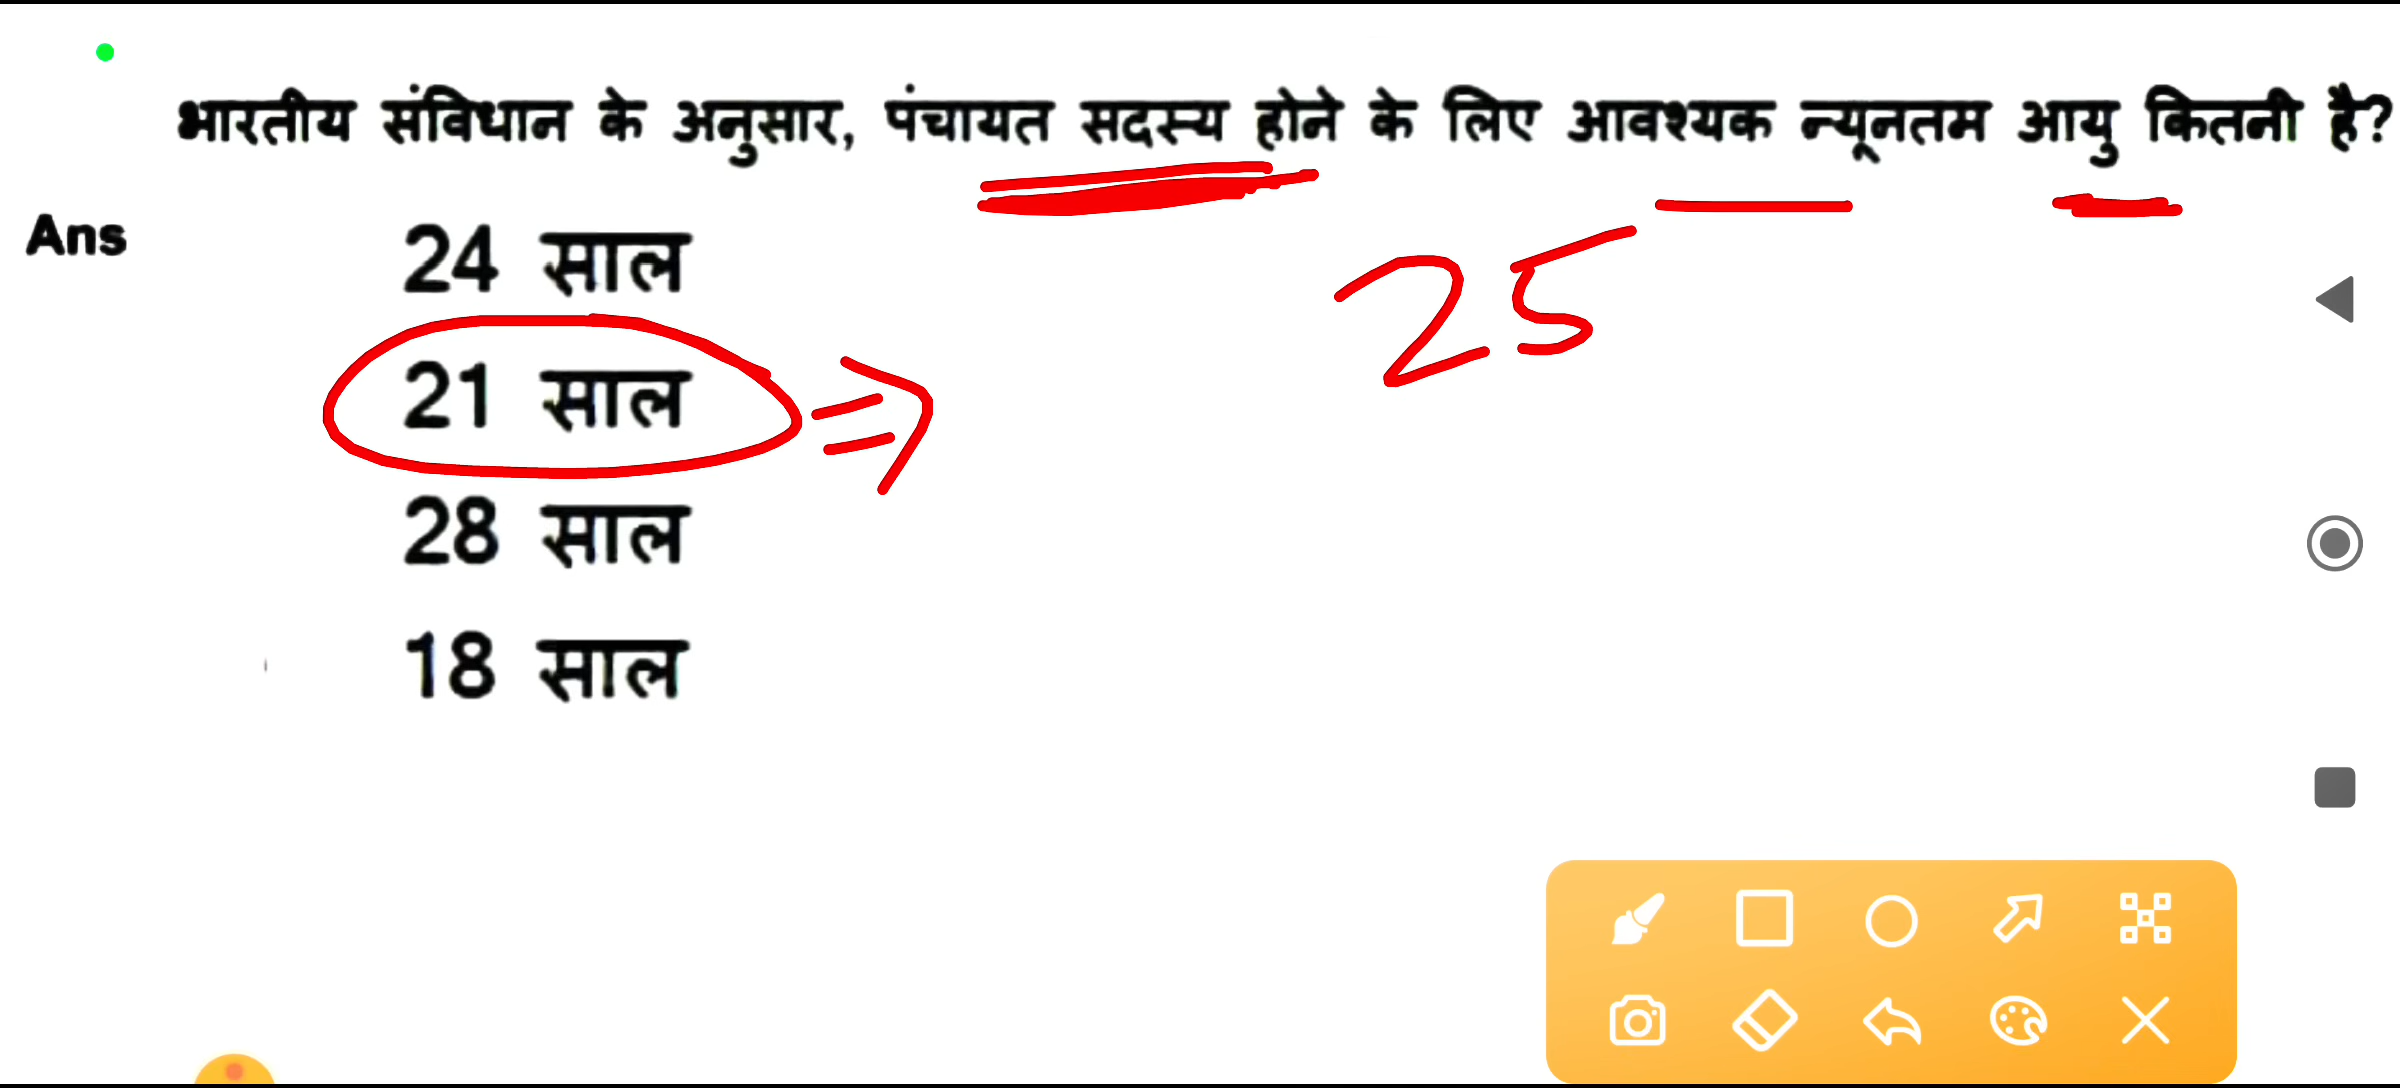 भारतीय संविधान के अनुसार, पंचायत सदस्य होने के लिए आवश्यक न्यूनतम आयु कितनी है?
Ans
24 साल
25
21 साल
28 साल
18 साल